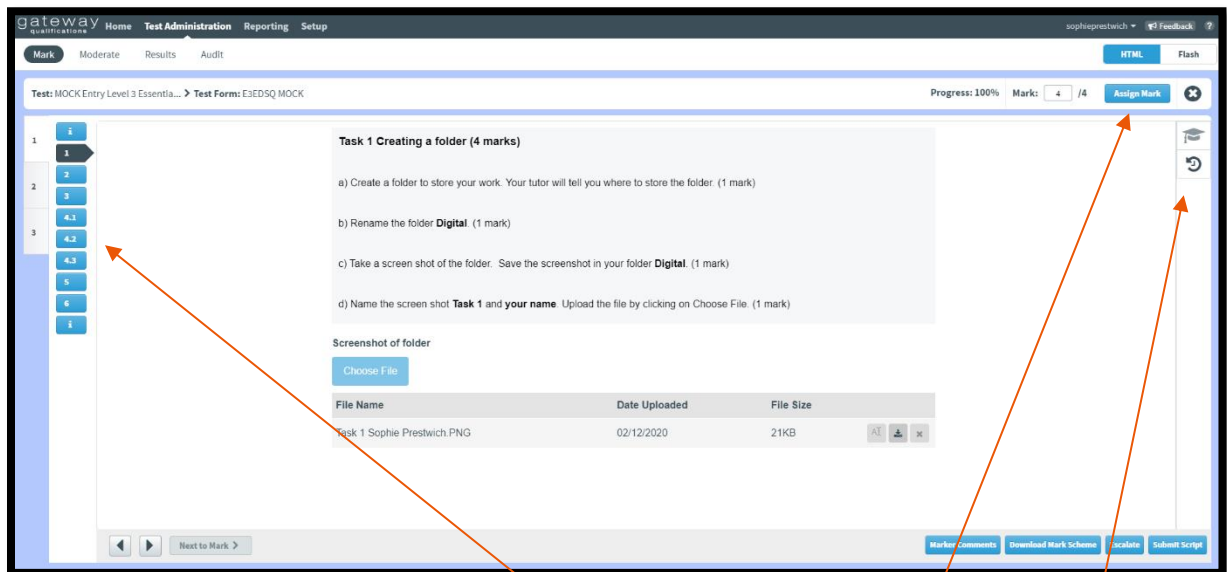 gateway Home Test Administration Reporting Setup sophieprestwich Feedback ?
qualifications
Mark Moderate Results Audit HTML Flash
Test: MOCK Entry Level 3 Essentia... > Test Form: E3EDSQ MOCK Progress: 100% Mark: 4 /4 Assign Mark
1
2
3
i
1
2
3
4.1
4.2
4.3
5
6
i
Task 1 Creating a folder (4 marks)
a) Create a folder to store your work. Your tutor will tell you where to store the folder. (1 mark)
b) Rename the folder Digital. (1 mark)
c) Take a screen shot of the folder. Save the screenshot in your folder Digital. (1 mark)
d) Name the screen shot Task 1 and your name. Upload the file by clicking on Choose File. (1 mark)
Screenshot of folder
Choose File
File Name Date Uploaded File Size
Task 1 Sophie Prestwich.PNG 02/12/2020 21KB AI
Next to Mark > Marker Comments Download Mark Scheme Escalate Submit Script